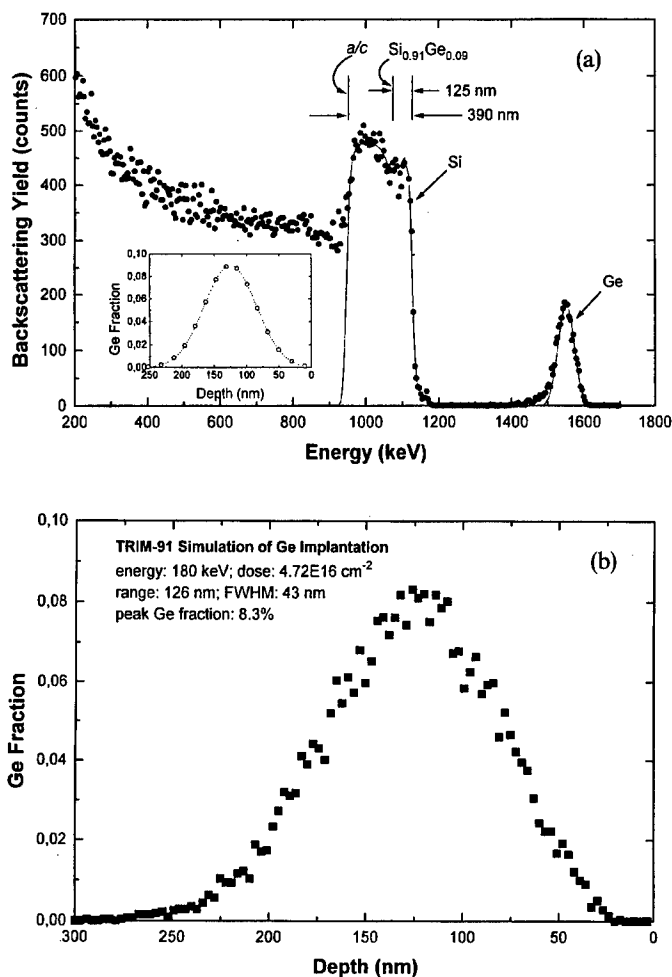 700
600
500
400
300
200
100
0
Backscattering Yield (counts)
(a)
a/c
Si0.91Ge0.09
125 nm
390 nm
Si
Ge
0,10
0,08
0,06
0,04
0,02
0,00
Ge Fraction
250 200 150 100 50 0
Depth (nm)
200 400 600 800 1000 1200 1400 1600 1800
Energy (keV)
0,10
0,08
0,06
0,04
0,02
0,00
Ge Fraction
(b)
TRIM-91 Simulation of Ge Implantation
energy: 180 keV; dose: 4.72E16 cm-2
range: 126 nm; FWHM: 43 nm
peak Ge fraction: 8.3%
300 250 200 150 100 50 0
Depth (nm)